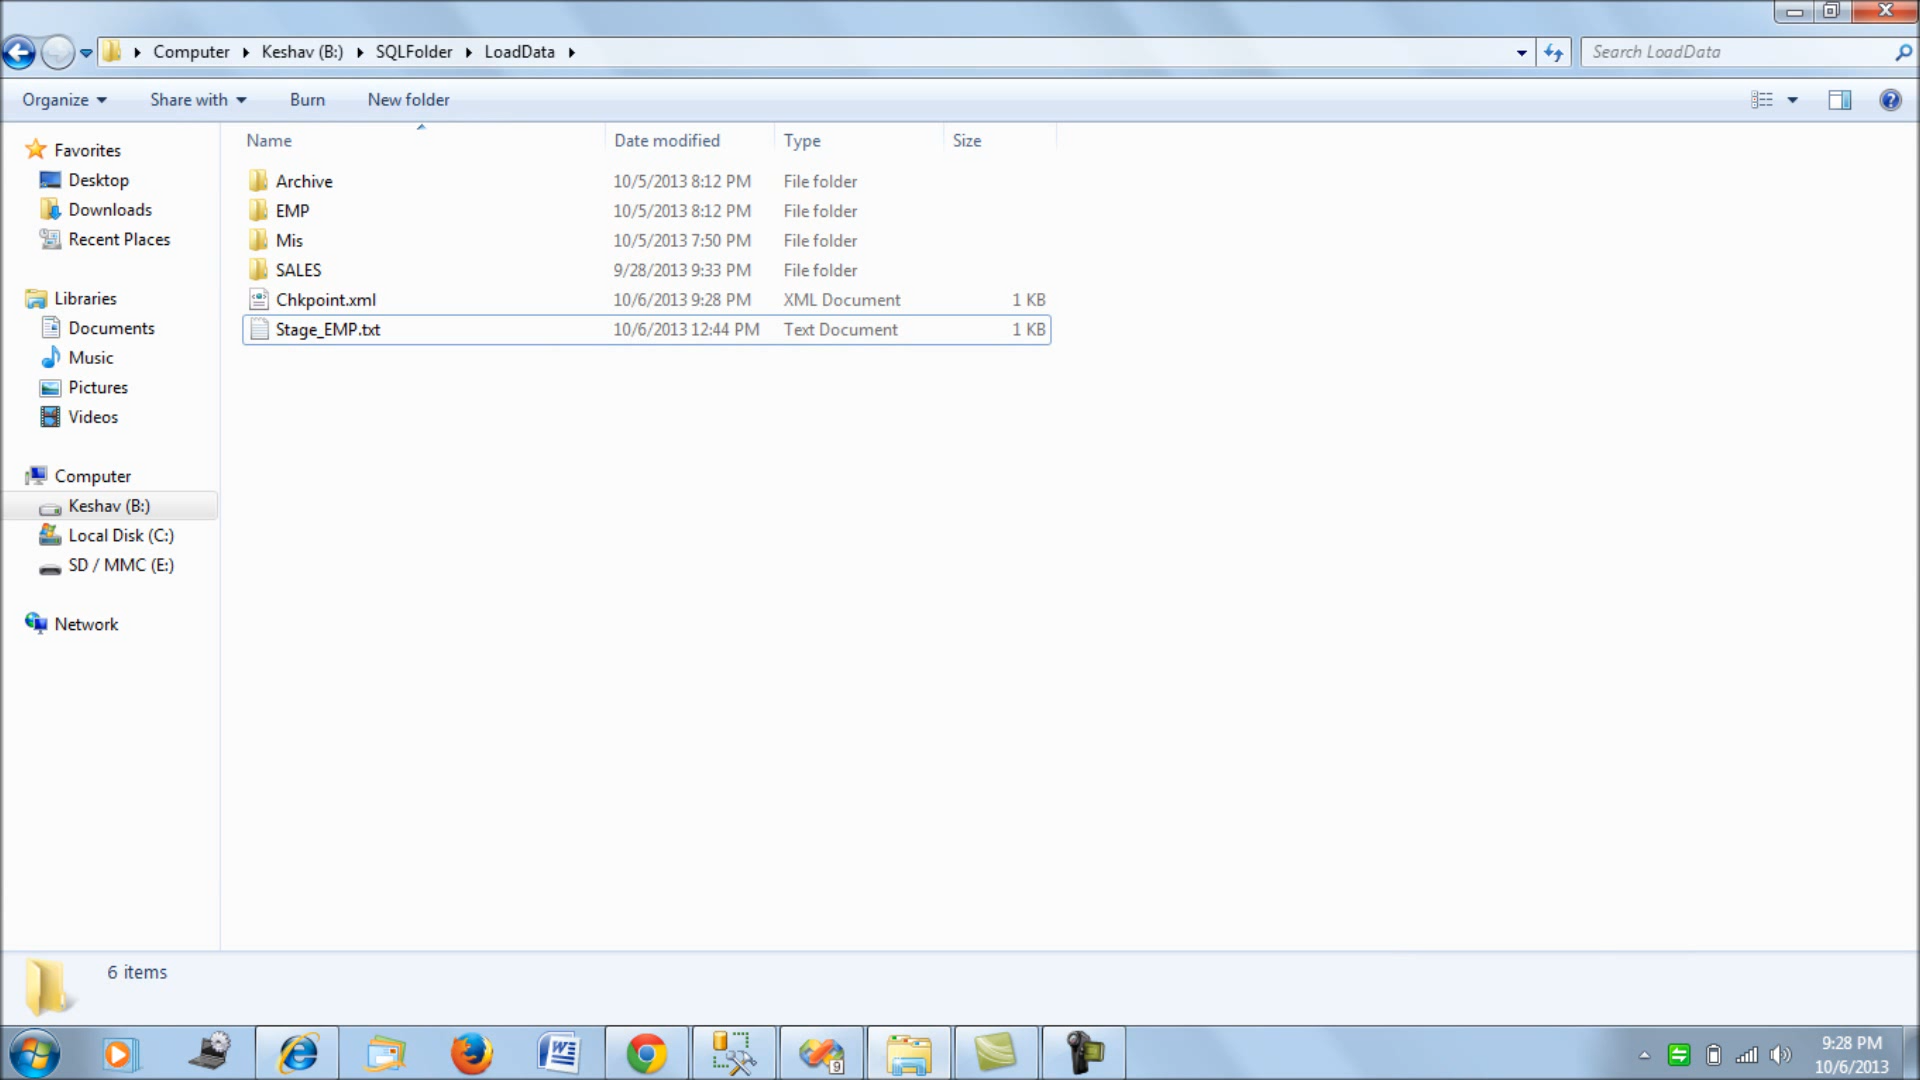 Computer Keshav (B:) SQLFolder LoadData Search LoadData
Organize Share with Burn New folder
Name Date modified Type Size
Favorites
Desktop
Downloads
Recent Places
Libraries
Documents
Music
Pictures
Videos
Computer
Keshav (B:)
Local Disk (C:)
SD / MMC (E:)
Network
Archive 10/5/2013 8:12 PM File folder
EMP 10/5/2013 8:12 PM File folder
Mis 10/5/2013 7:50 PM File folder
SALES 9/28/2013 9:33 PM File folder
Chkpoint.xml 10/6/2013 9:28 PM XML Document 1 KB
Stage_EMP.txt 10/6/2013 12:44 PM Text Document 1 KB
6 items
9
9:28 PM
10/6/2013